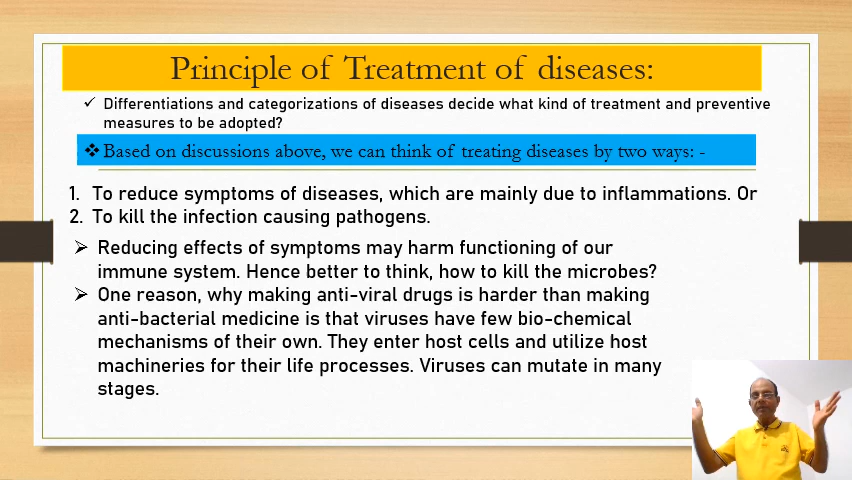 Principle of Treatment of diseases:
✓ Differentiations and categorizations of diseases decide what kind of treatment and preventive
measures to be adopted?
❖Based on discussions above, we can think of treating diseases by two ways: -
1. To reduce symptoms of diseases, which are mainly due to inflammations. Or
2. To kill the infection causing pathogens.
➢ Reducing effects of symptoms may harm functioning of our
immune system. Hence better to think, how to kill the microbes?
➢ One reason, why making anti-viral drugs is harder than making
anti-bacterial medicine is that viruses have few bio-chemical
mechanisms of their own. They enter host cells and utilize host
machineries for their life processes. Viruses can mutate in many
stages.